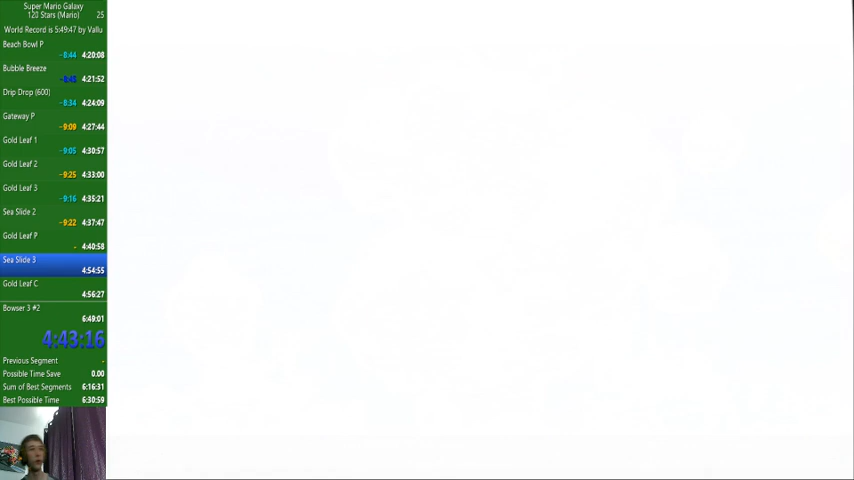 Super Mario Galaxy
120 Stars (Mario) 25
World Record is 5:49:47 by Vallu
Beach Bowl P
-8:44 4:20:08
Bubble Breeze
-8:45 4:21:52
Drip Drop (600)
-8:34 4:24:09
Gateway P
-9:09 4:27:44
Gold Leaf 1
-9:05 4:30:57
Gold Leaf 2
-9:25 4:33:00
Gold Leaf 3
-9:16 4:35:21
Sea Slide 2
-9:22 4:37:47
Gold Leaf P
- 4:40:58
Sea Slide 3
4:54:55
Gold Leaf C
4:56:27
Bowser 3 #2
6:49:01
4:43:16
Previous Segment -
Possible Time Save 0.00
Sum of Best Segments 6:16:31
Best Possible Time 6:30:59